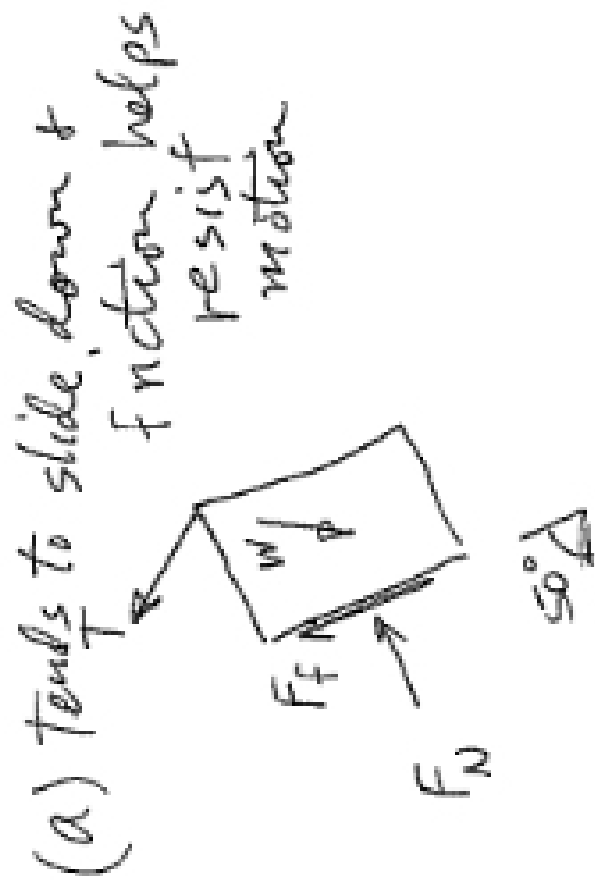 (a) Tends to slide down &
friction helps
resist
motion
T
W
Ff
FN
50°